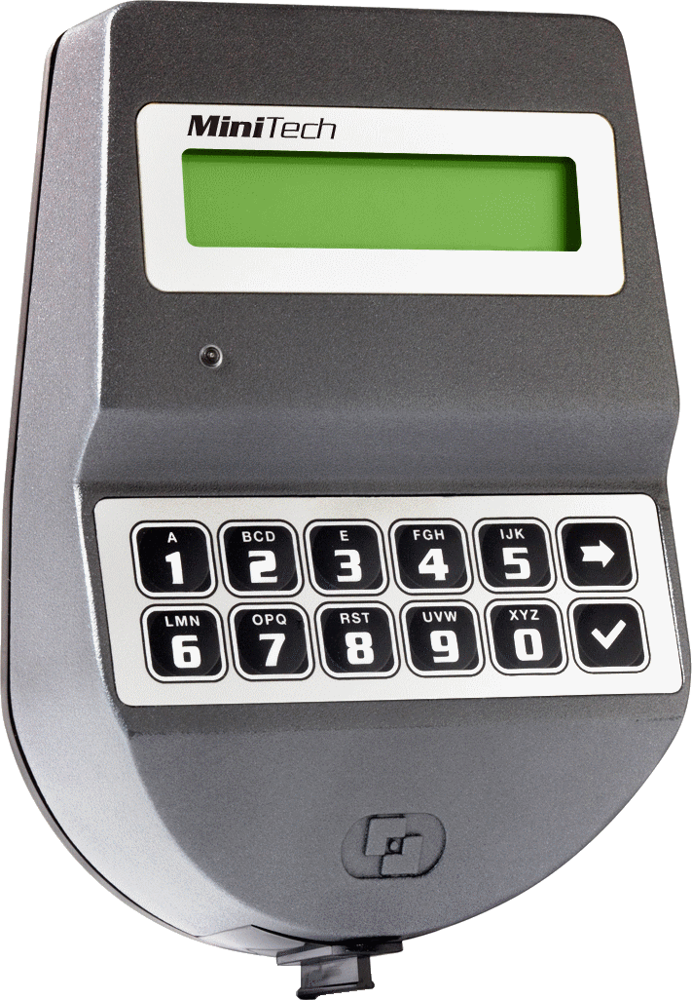 MiniTech
A BCD E FGH IJK
1 2 3 4 5
LMN OPQ RST UVW XYZ
6 7 8 9 0